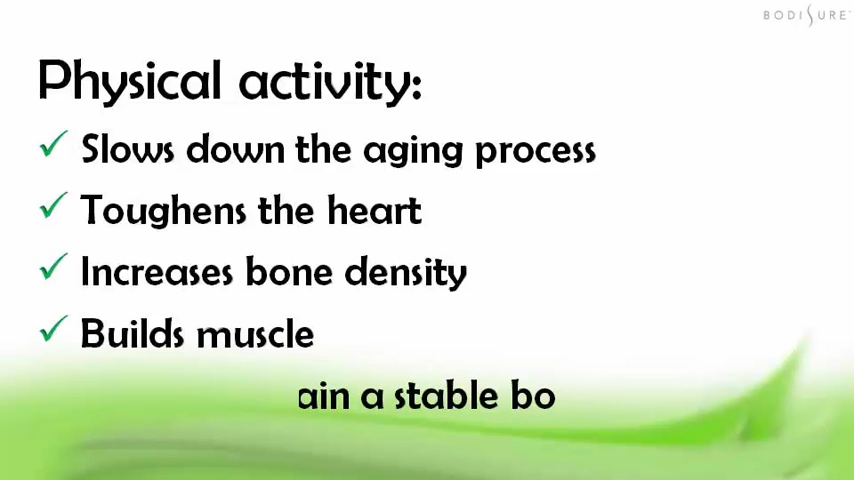 BODISURE
Physical activity:
✓ Slows down the aging process
✓ Toughens the heart
✓ Increases bone density
✓ Builds muscle
ain a stable bo